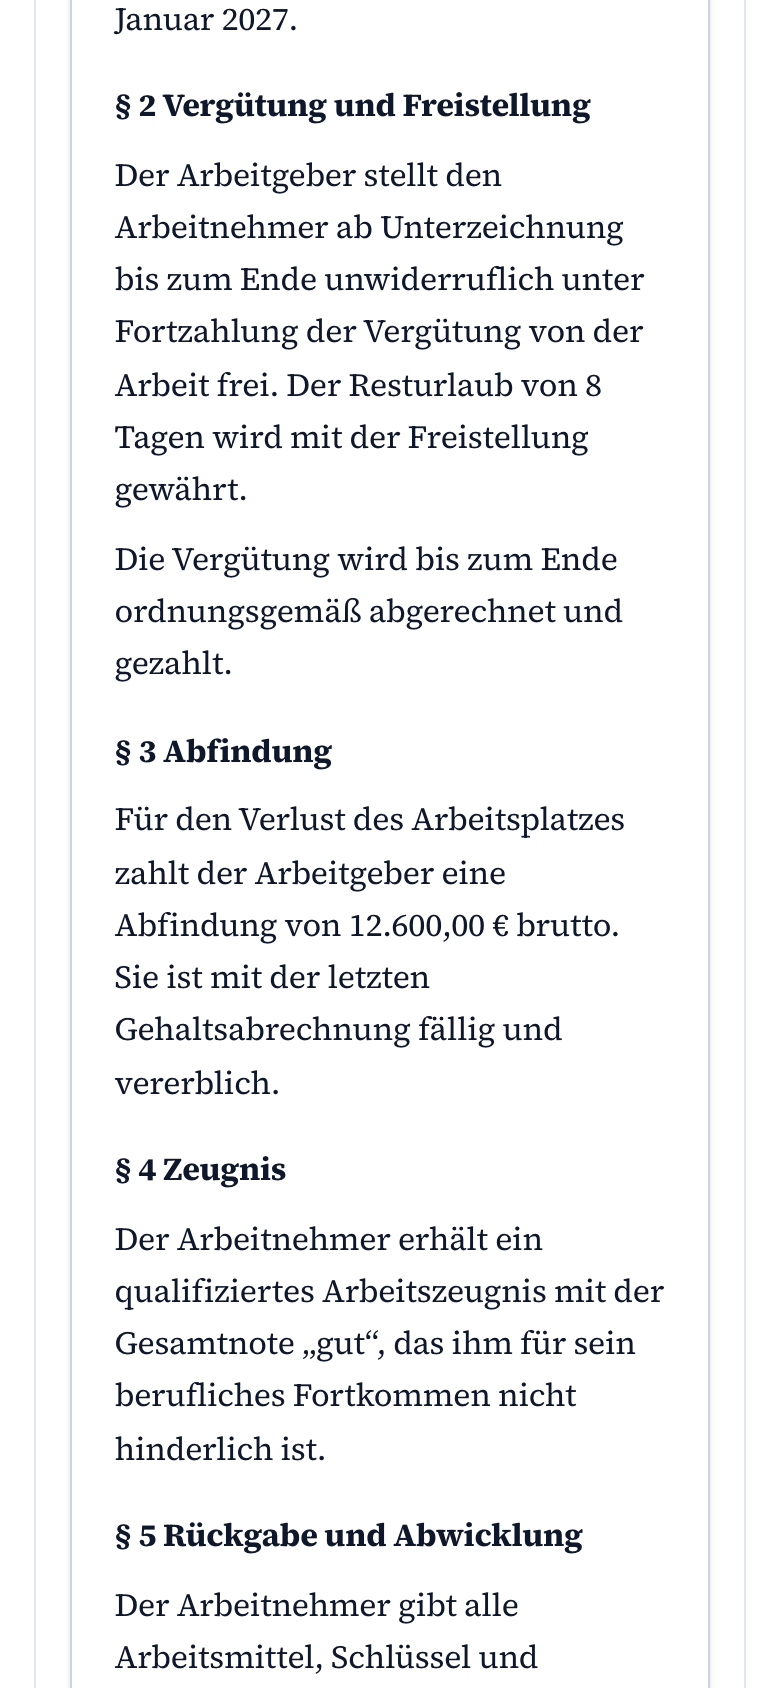 Januar 2027.
§ 2 Vergütung und Freistellung
Der Arbeitgeber stellt den
Arbeitnehmer ab Unterzeichnung
bis zum Ende unwiderruflich unter
Fortzahlung der Vergütung von der
Arbeit frei. Der Resturlaub von 8
Tagen wird mit der Freistellung
gewährt.
Die Vergütung wird bis zum Ende
ordnungsgemäß abgerechnet und
gezahlt.
§ 3 Abfindung
Für den Verlust des Arbeitsplatzes
zahlt der Arbeitgeber eine
Abfindung von 12.600,00 € brutto.
Sie ist mit der letzten
Gehaltsabrechnung fällig und
vererblich.
§ 4 Zeugnis
Der Arbeitnehmer erhält ein
qualifiziertes Arbeitszeugnis mit der
Gesamtnote „gut“, das ihm für sein
berufliches Fortkommen nicht
hinderlich ist.
§ 5 Rückgabe und Abwicklung
Der Arbeitnehmer gibt alle
Arbeitsmittel, Schlüssel und